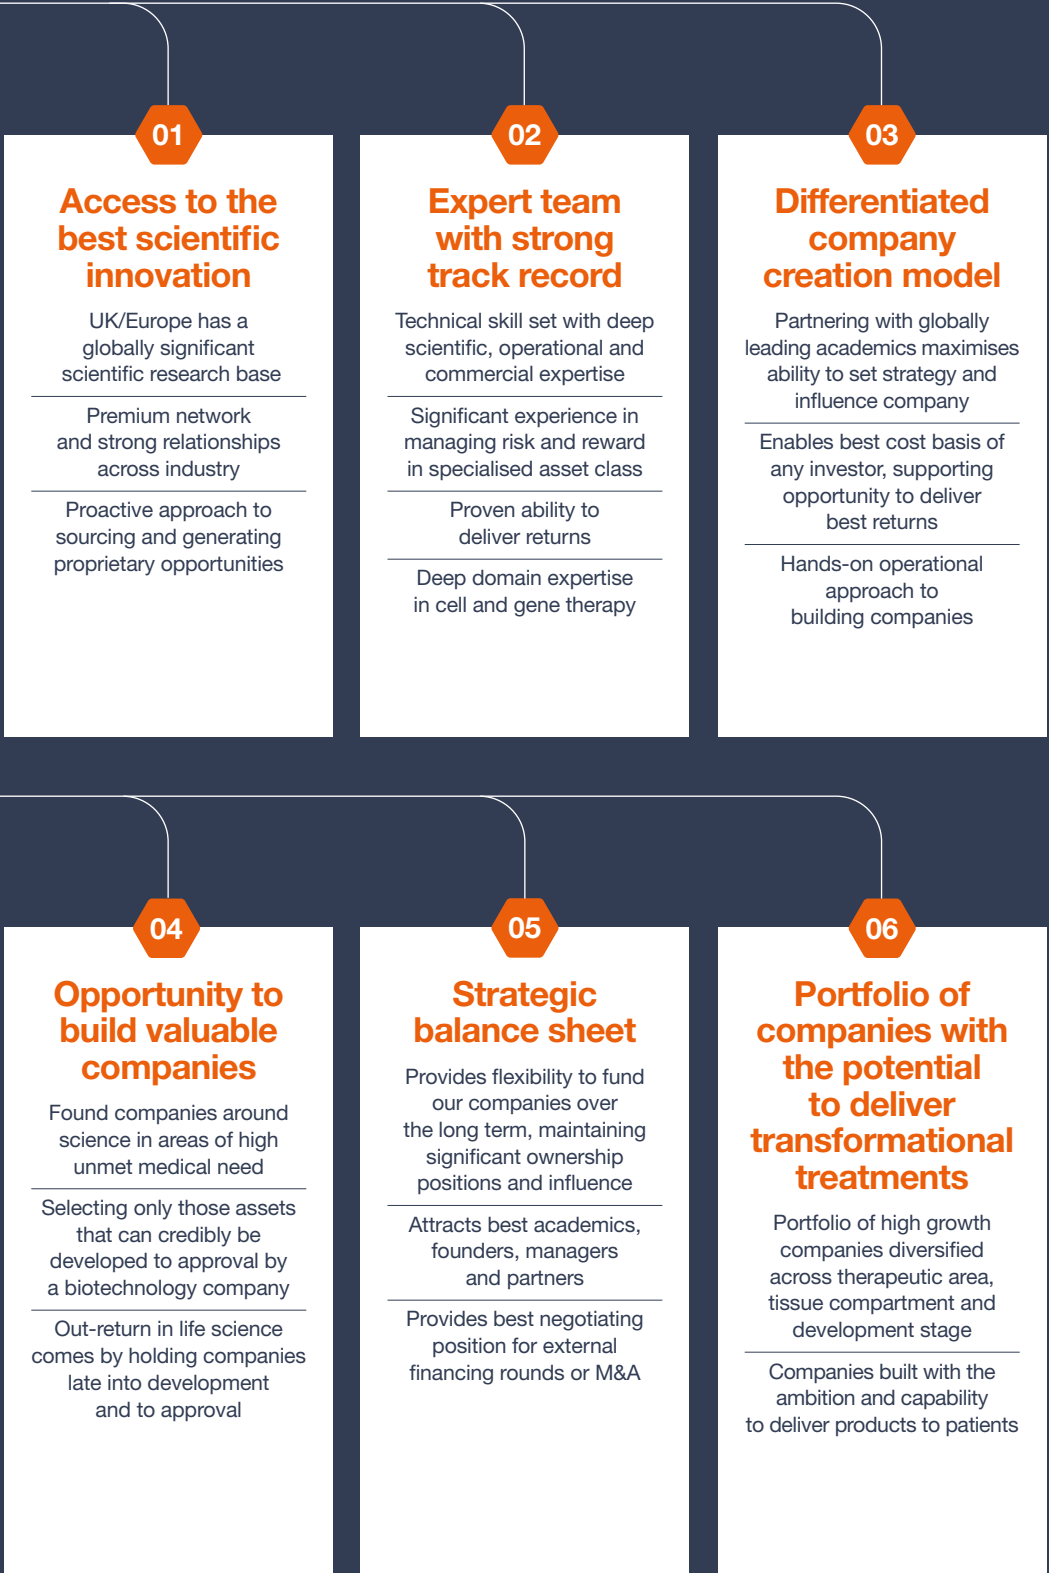 01
Access to the
best scientific
innovation
UK/Europe has a
globally significant
scientific research base
Premium network
and strong relationships
across industry
Proactive approach to
sourcing and generating
proprietary opportunities
02
Expert team
with strong
track record
Technical skill set with deep
scientific, operational and
commercial expertise
Significant experience in
managing risk and reward
in specialised asset class
Proven ability to
deliver returns
Deep domain expertise
in cell and gene therapy
03
Differentiated
company
creation model
Partnering with globally
leading academics maximises
ability to set strategy and
influence company
Enables best cost basis of
any investor, supporting
opportunity to deliver
best returns
Hands-on operational
approach to
building companies
04
Opportunity to
build valuable
companies
Found companies around
science in areas of high
unmet medical need
Selecting only those assets
that can credibly be
developed to approval by
a biotechnology company
Out-return in life science
comes by holding companies
late into development
and to approval
05
Strategic
balance sheet
Provides flexibility to fund
our companies over
the long term, maintaining
significant ownership
positions and influence
Attracts best academics,
founders, managers
and partners
Provides best negotiating
position for external
financing rounds or M&A
06
Portfolio of
companies with
the potential
to deliver
transformational
treatments
Portfolio of high growth
companies diversified
across therapeutic area,
tissue compartment and
development stage
Companies built with the
ambition and capability
to deliver products to patients